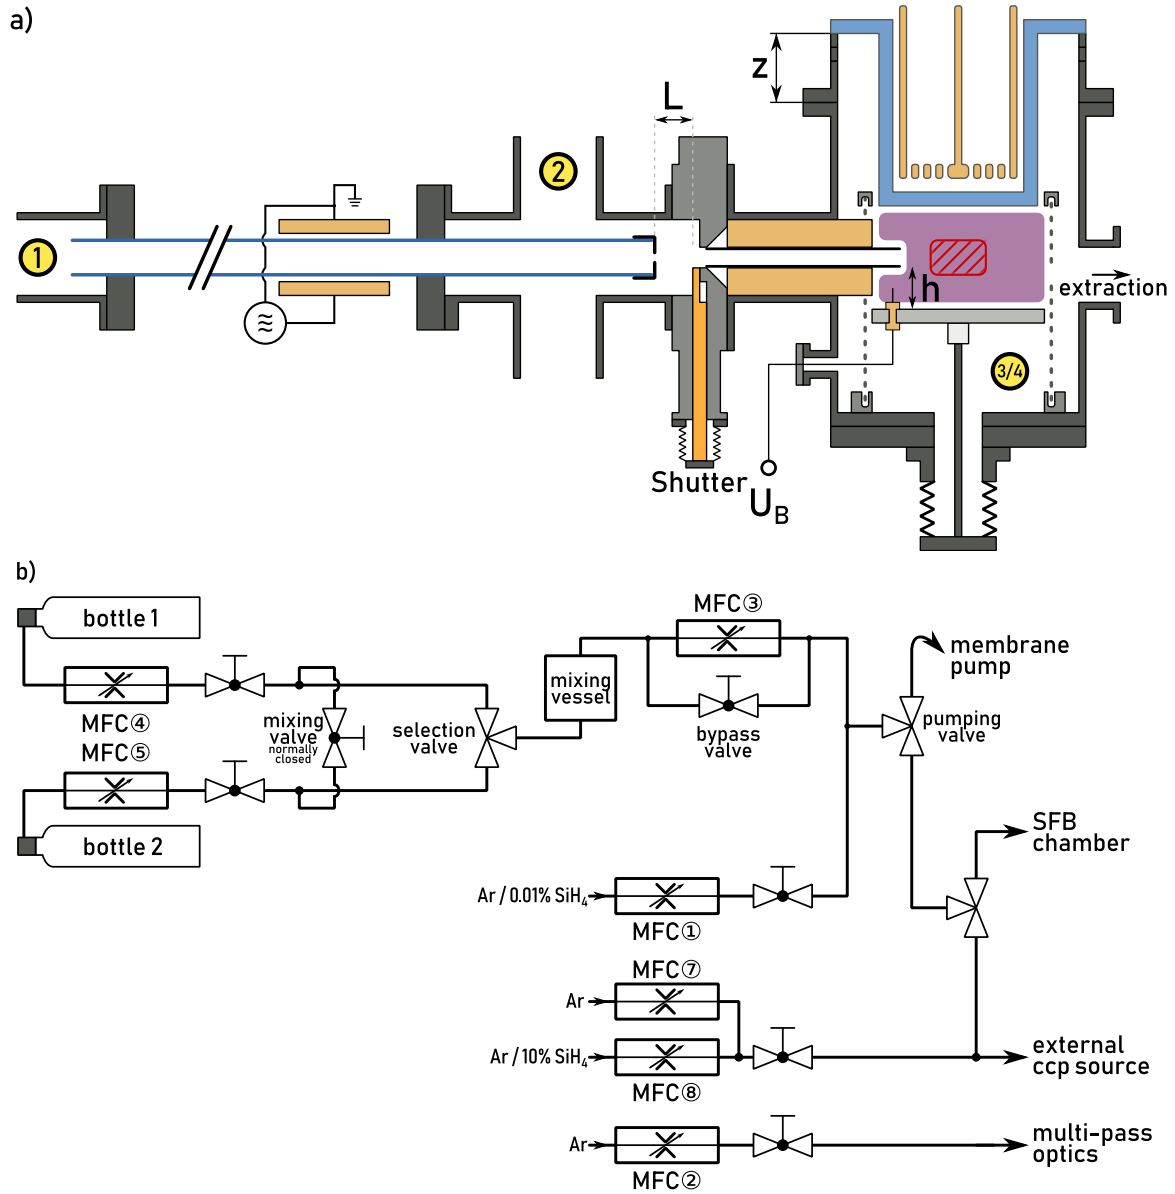 a)
z
L
2
1
≈
h
extraction
3/4
Shutter
U_B
b)
bottle 1
MFC④
MFC⑤
bottle 2
mixing
valve
normally
closed
selection
valve
mixing
vessel
MFC③
bypass
valve
membrane
pump
pumping
valve
SFB
chamber
Ar / 0.01% SiH₄
MFC①
MFC⑦
Ar
Ar / 10% SiH₄
MFC⑧
external
ccp source
Ar
MFC②
multi-pass
optics